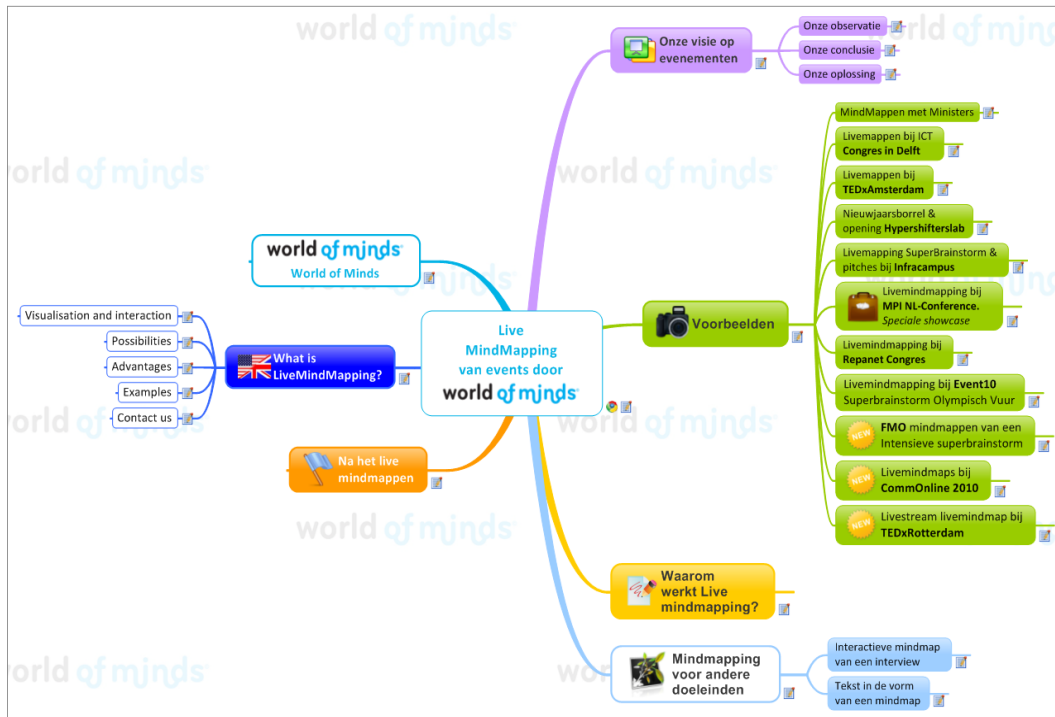 world of minds
world of minds
world of minds
world of minds
world of minds
world of minds
world of minds
world of minds
world of minds
world of minds
Live
MindMapping
van events door
world of minds
Onze visie op
evenementen
Onze observatie
Onze conclusie
Onze oplossing
Voorbeelden
MindMappen met Ministers
Livemappen bij ICT
Congres in Delft
Livemappen bij
TEDxAmsterdam
Nieuwjaarsborrel &
opening Hypershifterslab
Livemapping SuperBrainstorm &
pitches bij Infracampus
Livemindmapping bij
MPI NL-Conference.
Speciale showcase
Livemindmapping bij
Repanet Congres
Livemindmapping bij Event10
Superbrainstorm Olympisch Vuur
NEW
FMO mindmappen van een
Intensieve superbrainstorm
NEW
Livemindmaps bij
CommOnline 2010
NEW
Livestream livemindmap bij
TEDxRotterdam
Waarom
werkt Live
mindmapping?
Mindmapping
voor andere
doeleinden
Interactieve mindmap
van een interview
Tekst in de vorm
van een mindmap
world of minds
World of Minds
What is
LiveMindMapping?
Visualisation and interaction
Possibilities
Advantages
Examples
Contact us
Na het live
mindmappen